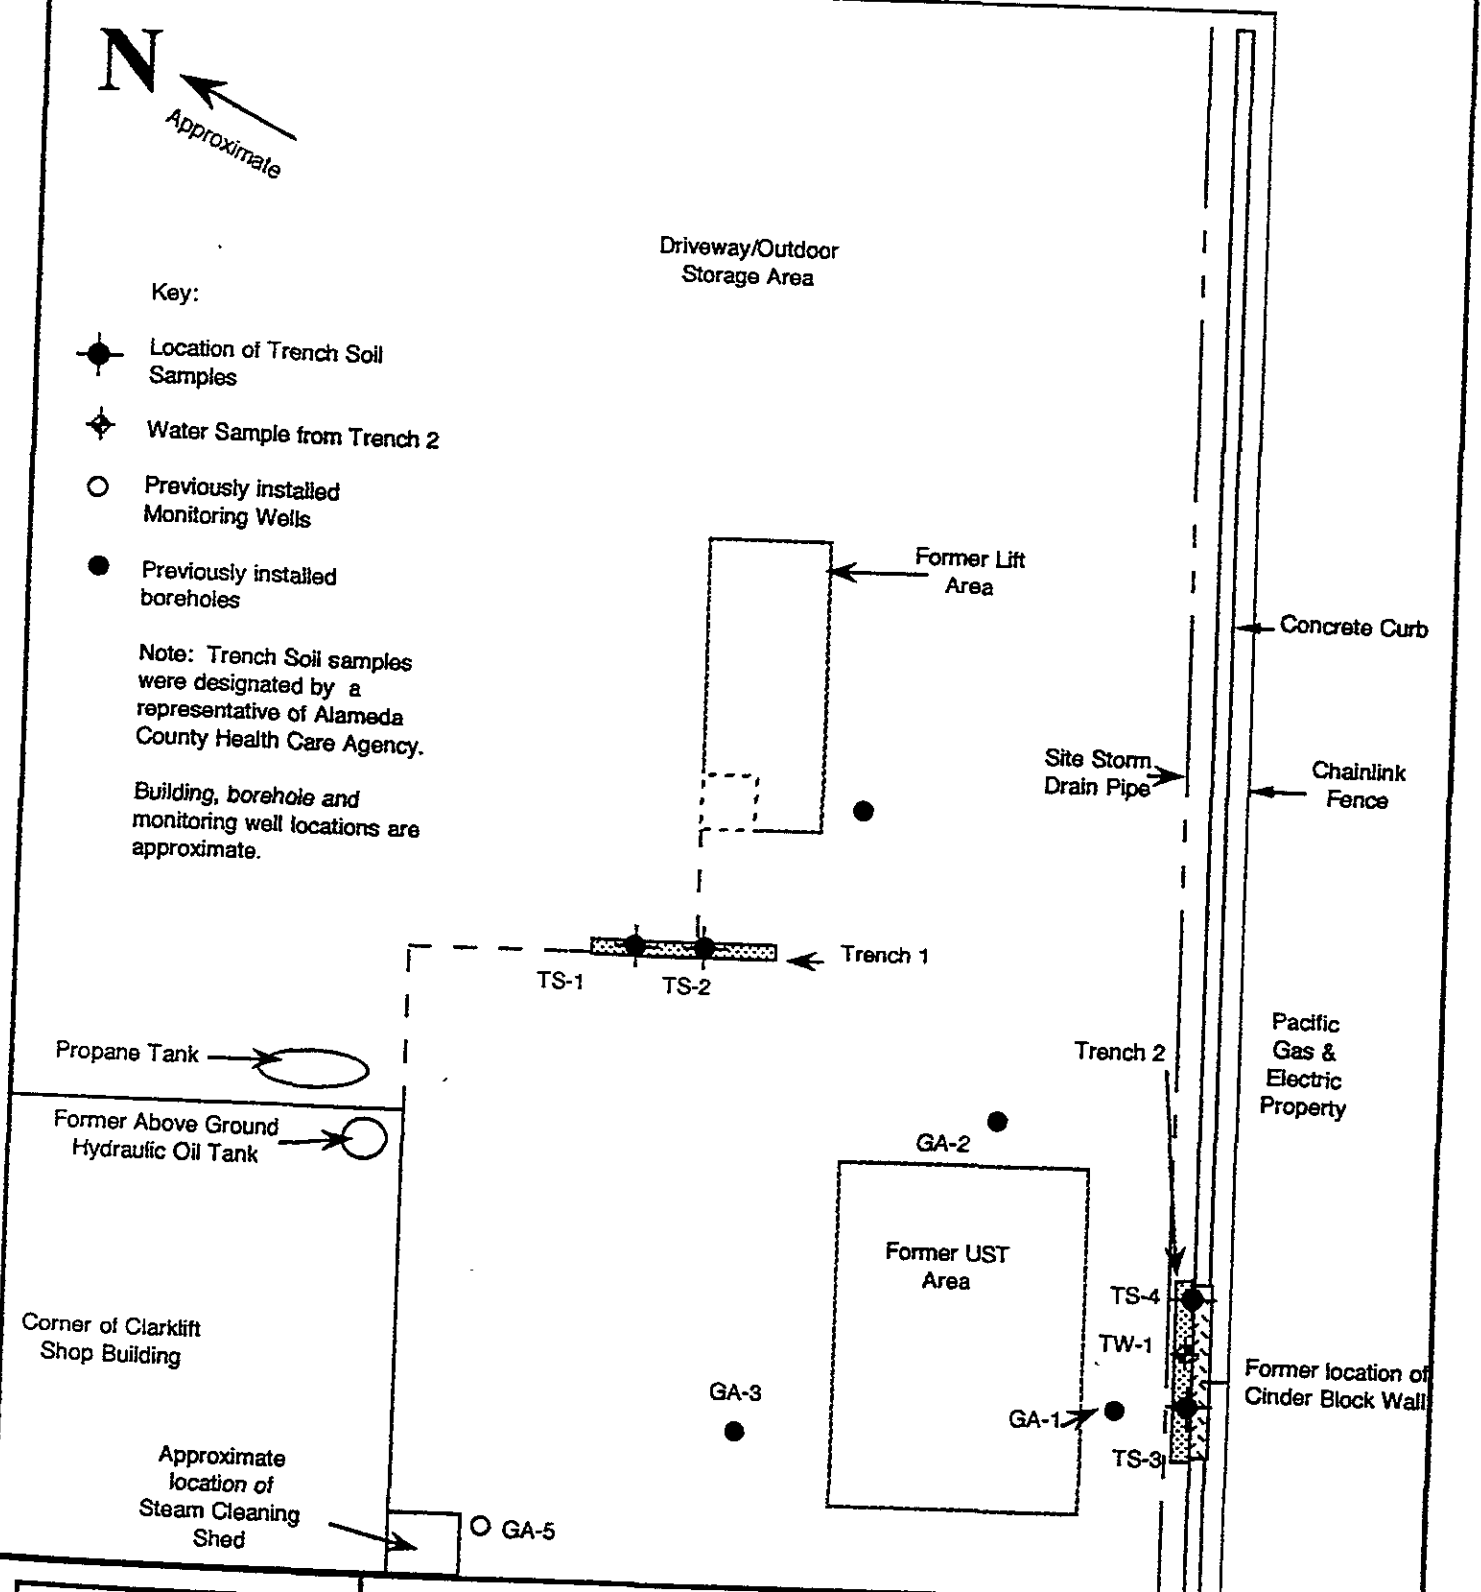 N
Approximate
Driveway/Outdoor
Storage Area
Key:
Location of Trench Soil
Samples
Water Sample from Trench 2
Previously installed
Monitoring Wells
Previously installed
boreholes
Note: Trench Soil samples
were designated by a
representative of Alameda
County Health Care Agency.
Building, borehole and
monitoring well locations are
approximate.
Former Lift
Area
Concrete Curb
Site Storm
Drain Pipe
Chainlink
Fence
Trench 1
TS-1
TS-2
Propane Tank
Trench 2
Pacific
Gas &
Electric
Property
Former Above Ground
Hydraulic Oil Tank
GA-2
Former UST
Area
TS-4
TW-1
Corner of Clarklift
Shop Building
Former location of
Cinder Block Wall
GA-3
GA-1
TS-3
Approximate
location of
Steam Cleaning
Shed
GA-5